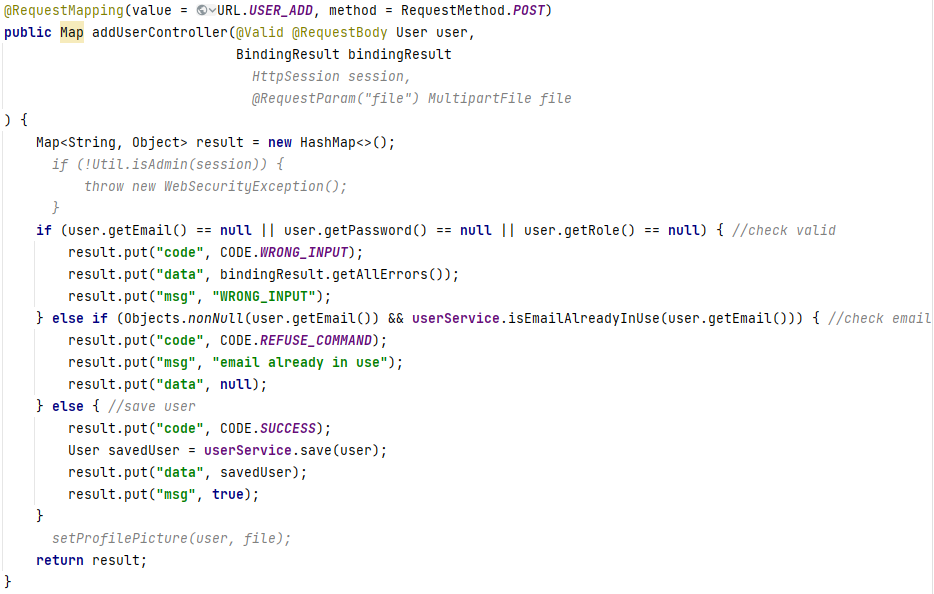 @RequestMapping(value = URL.USER_ADD, method = RequestMethod.POST)
public Map addUserController(@Valid @RequestBody User user,
                             BindingResult bindingResult
                               HttpSession session,
                               @RequestParam("file") MultipartFile file
) {
    Map<String, Object> result = new HashMap<>();
      if (!Util.isAdmin(session)) {
          throw new WebSecurityException();
      }
    if (user.getEmail() == null || user.getPassword() == null || user.getRole() == null) { //check valid
        result.put("code", CODE.WRONG_INPUT);
        result.put("data", bindingResult.getAllErrors());
        result.put("msg", "WRONG_INPUT");
    } else if (Objects.nonNull(user.getEmail()) && userService.isEmailAlreadyInUse(user.getEmail())) { //check email
        result.put("code", CODE.REFUSE_COMMAND);
        result.put("msg", "email already in use");
        result.put("data", null);
    } else { //save user
        result.put("code", CODE.SUCCESS);
        User savedUser = userService.save(user);
        result.put("data", savedUser);
        result.put("msg", true);
    }
      setProfilePicture(user, file);
    return result;
}